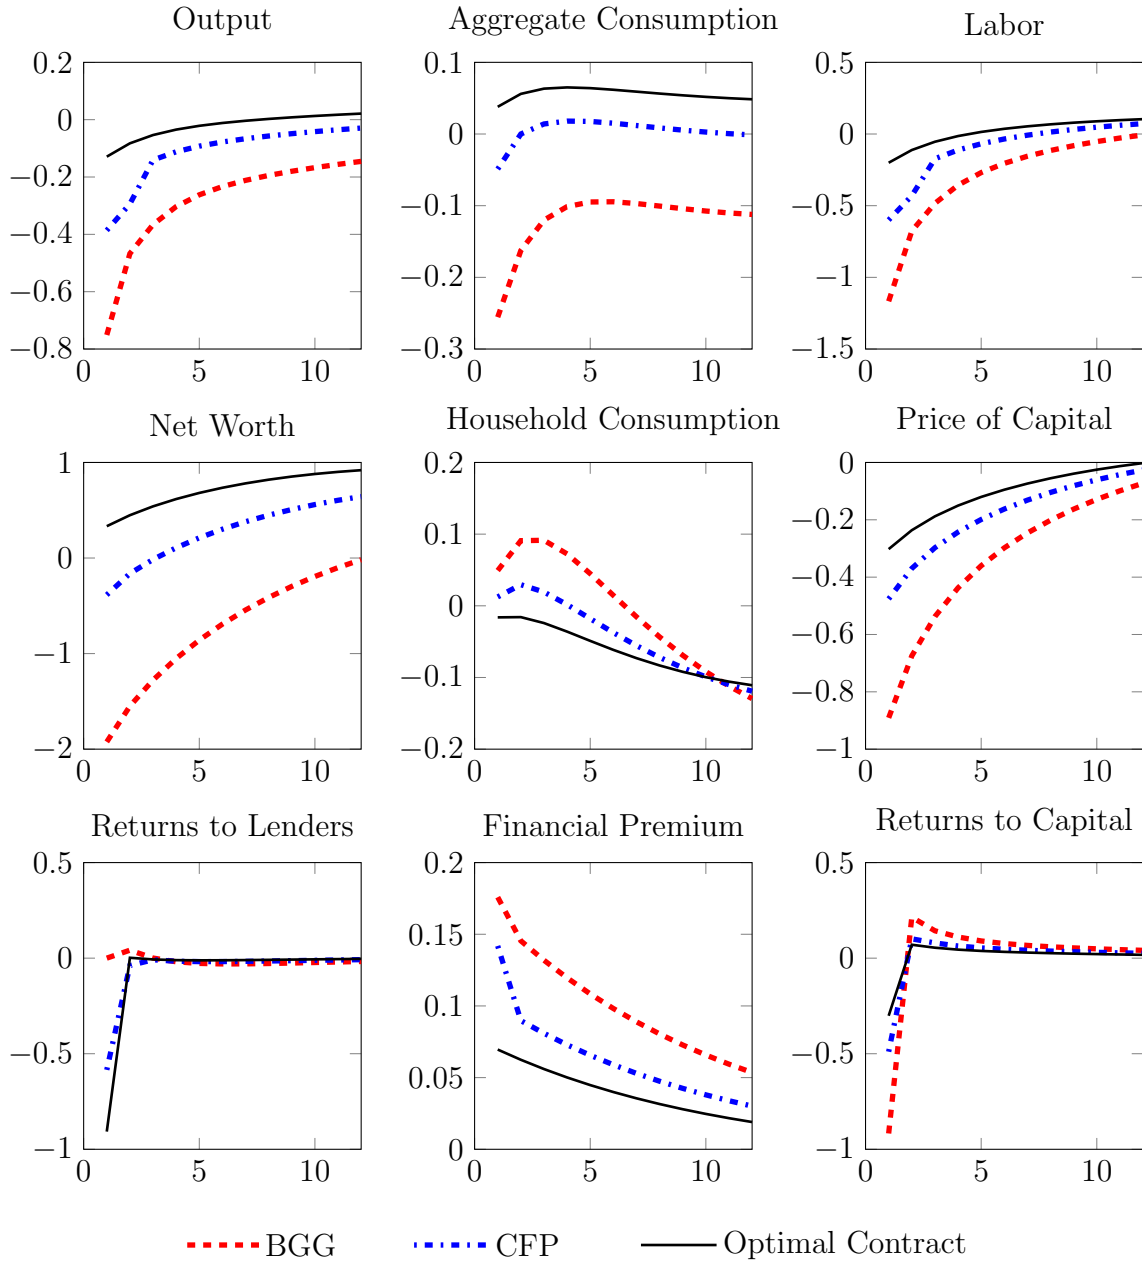 Output Aggregate Consumption Labor
0.2 0.1 0.5
0 0 0
−0.2 −0.1 −0.5
−0.4 −0.2 −1
−0.6 −0.3 −1.5
−0.8
0 5 10 0 5 10 0 5 10
Net Worth Household Consumption Price of Capital
1 0.2 0
0 0.1 −0.2
−1 0 −0.4
−2 −0.1 −0.6
−0.2 −0.8
−1
0 5 10 0 5 10 0 5 10
Returns to Lenders Financial Premium Returns to Capital
0.5 0.2 0.5
0 0.15 0
−0.5 0.1 −0.5
−1 0.05 −1
0
0 5 10 0 5 10 0 5 10
BGG CFP Optimal Contract